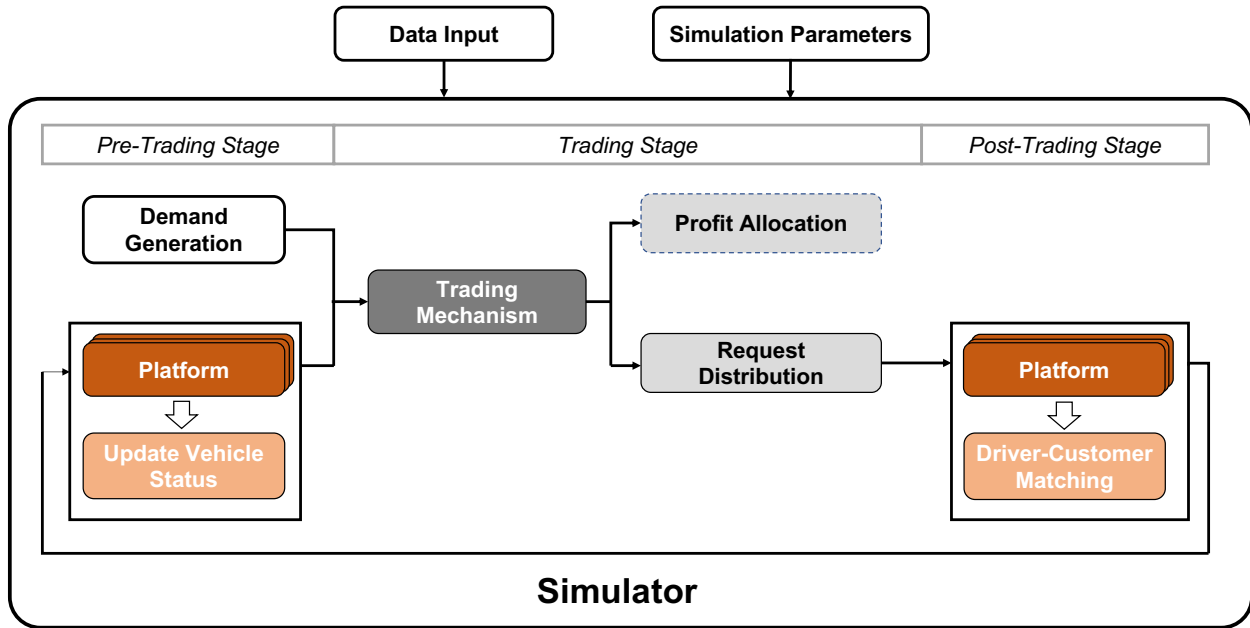 Data Input
Simulation Parameters
Pre-Trading Stage
Trading Stage
Post-Trading Stage
Demand
Generation
Profit Allocation
Trading
Mechanism
Platform
Request
Distribution
Platform
Update Vehicle
Status
Driver-Customer
Matching
Simulator